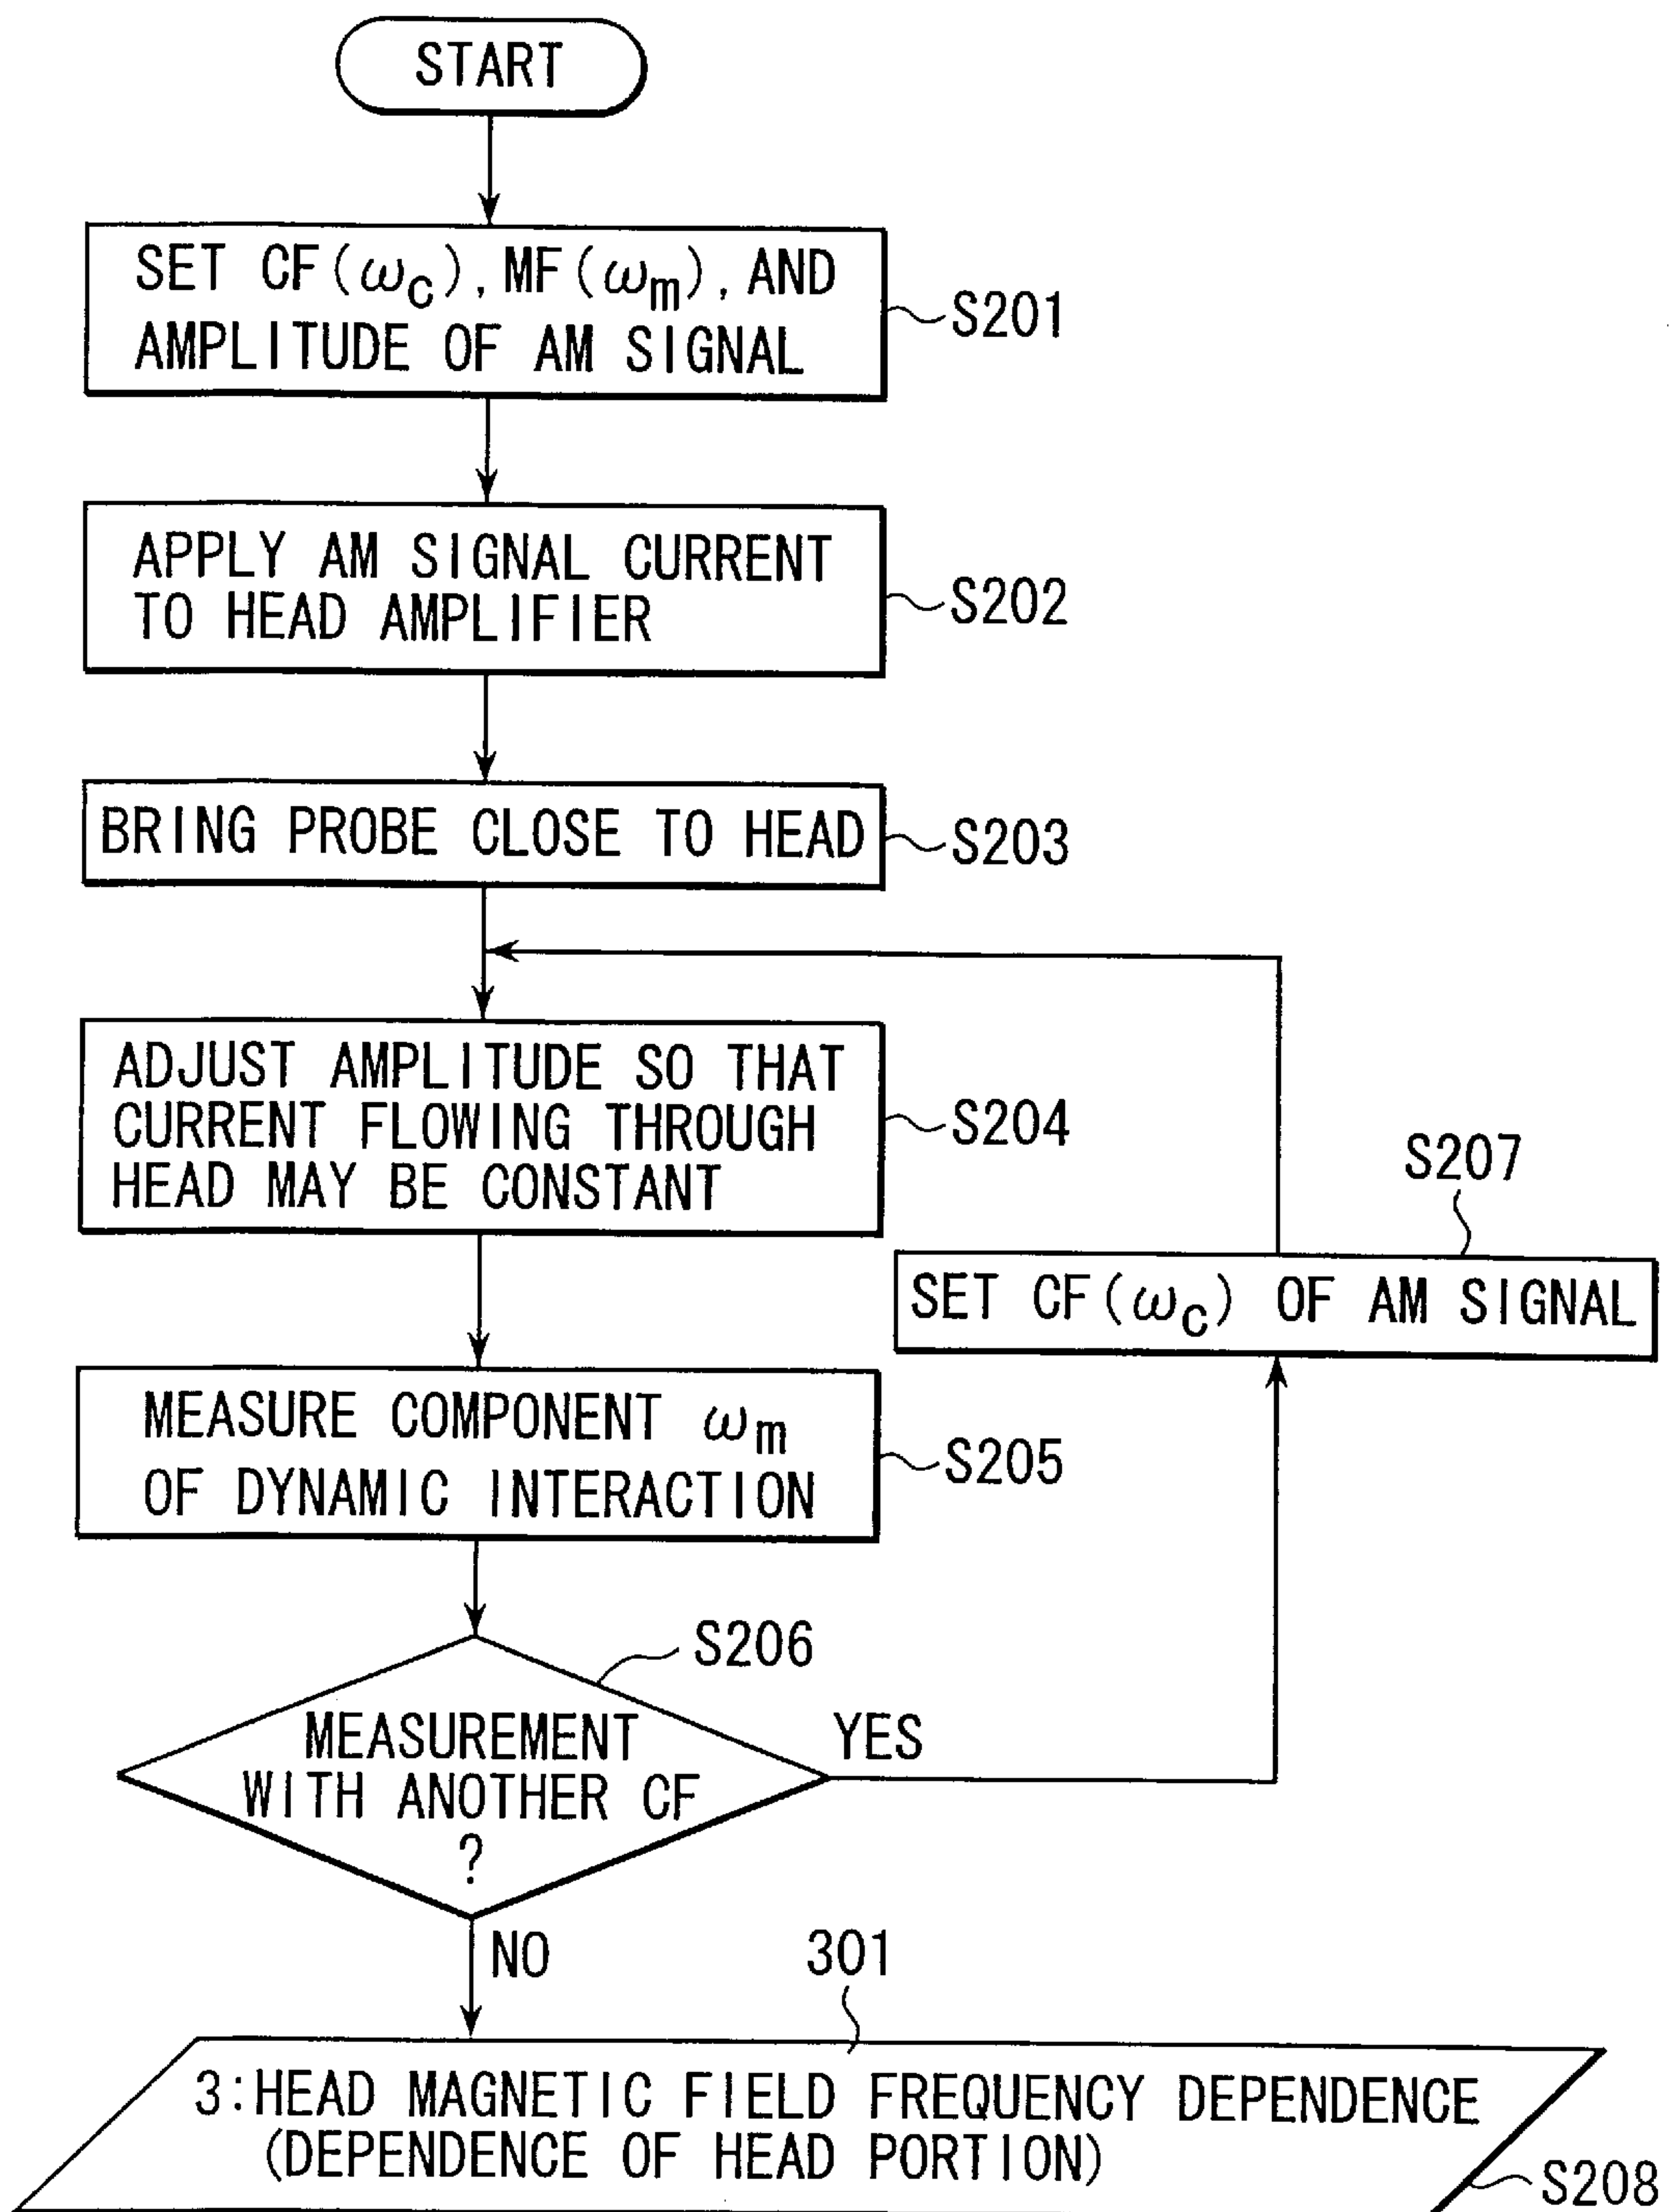 START
SET CF(ωc), MF(ωm), AND
AMPLITUDE OF AM SIGNAL
S201
APPLY AM SIGNAL CURRENT
TO HEAD AMPLIFIER
S202
BRING PROBE CLOSE TO HEAD
S203
ADJUST AMPLITUDE SO THAT
CURRENT FLOWING THROUGH
HEAD MAY BE CONSTANT
S204
S207
SET CF(ωc) OF AM SIGNAL
MEASURE COMPONENT ωm
OF DYNAMIC INTERACTION
S205
S206
MEASUREMENT
WITH ANOTHER CF
?
YES
NO
301
3:HEAD MAGNETIC FIELD FREQUENCY DEPENDENCE
(DEPENDENCE OF HEAD PORTION)
S208